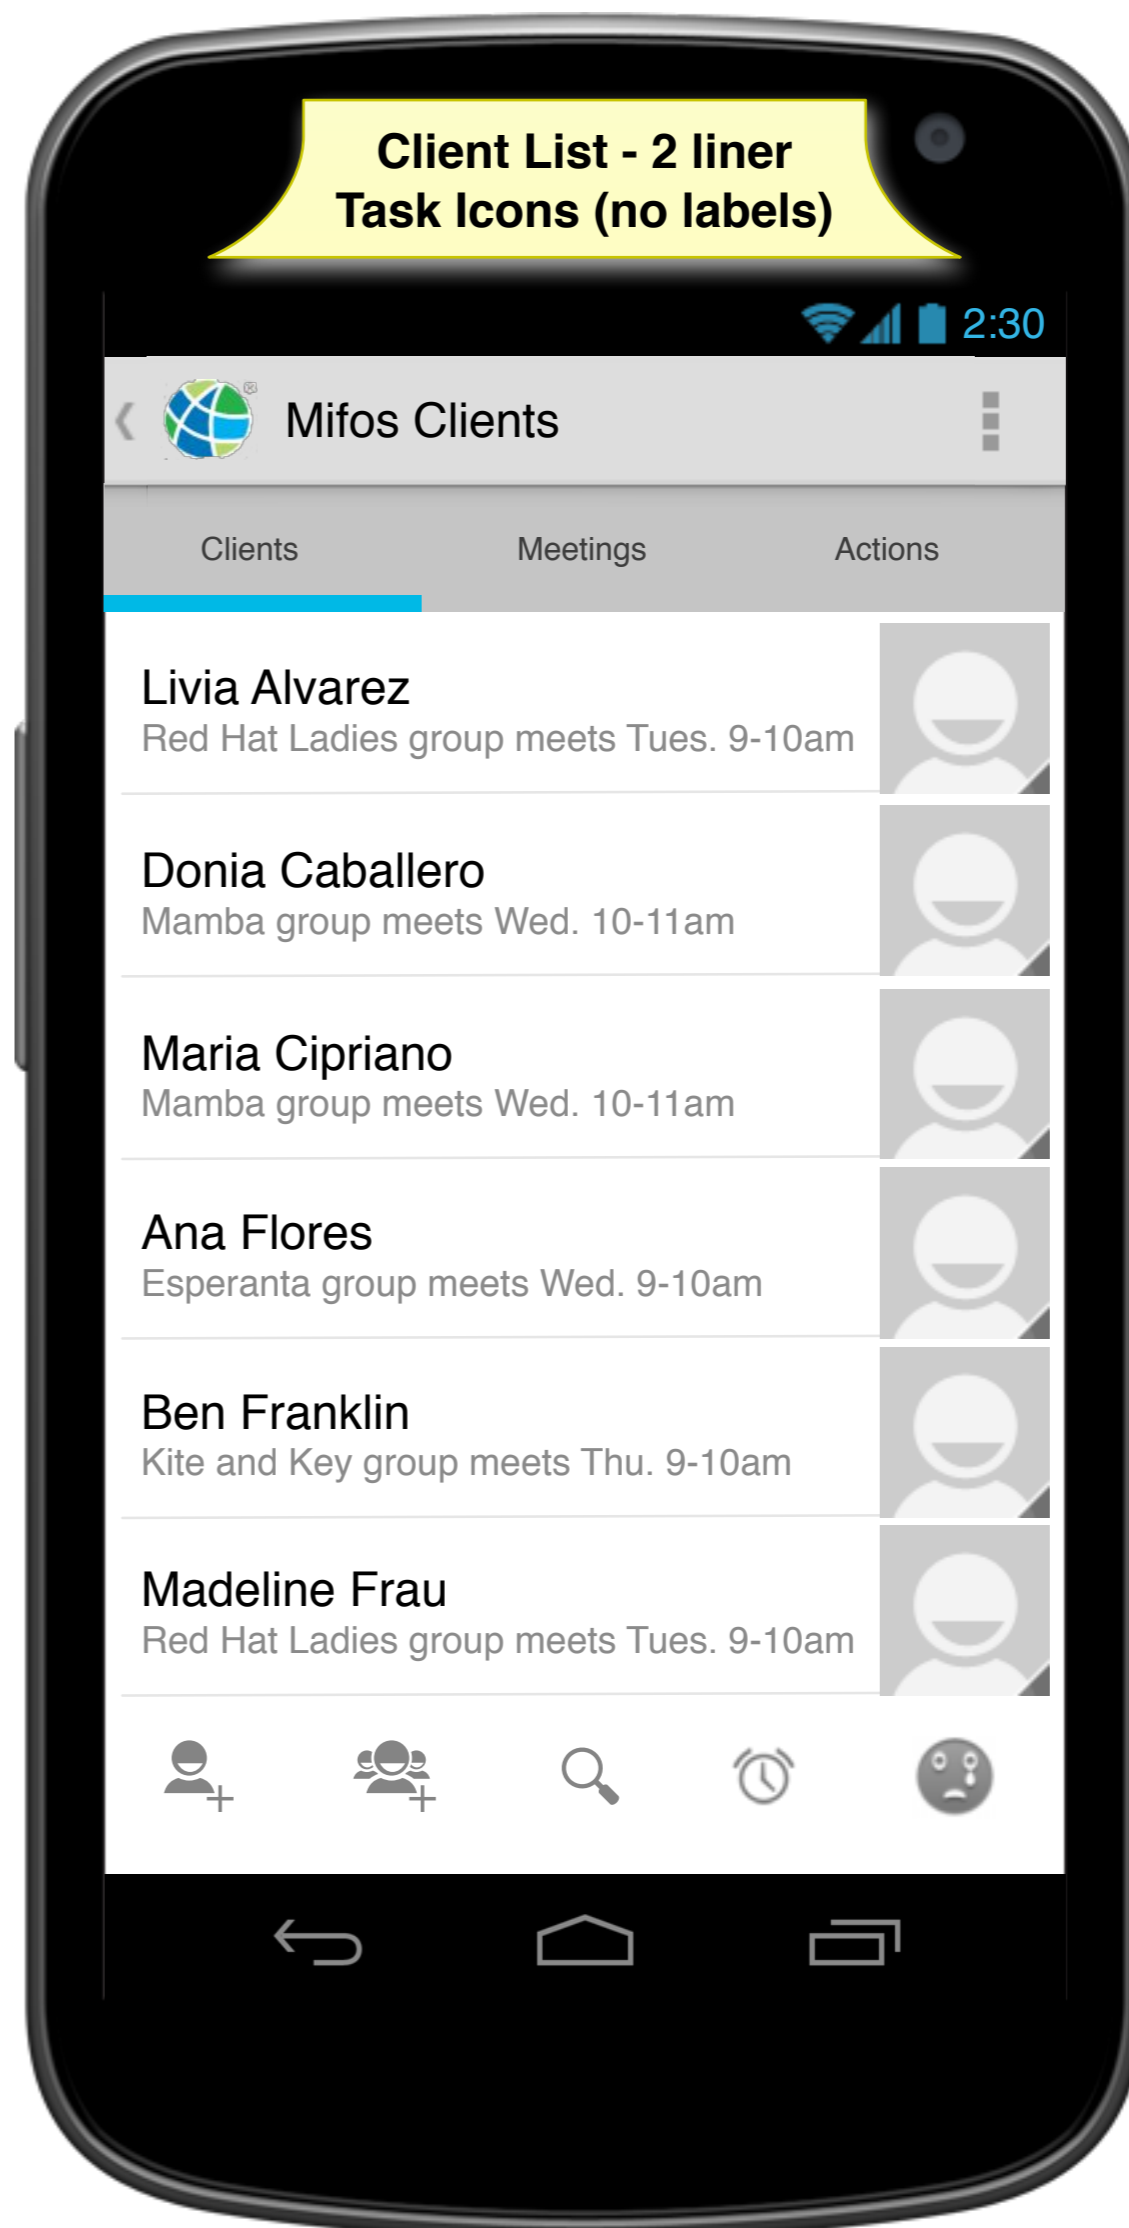 Client List - 2 liner
Task Icons (no labels)
2:30
Mifos Clients
Clients Meetings Actions
Livia Alvarez
Red Hat Ladies group meets Tues. 9-10am
Donia Caballero
Mamba group meets Wed. 10-11am
Maria Cipriano
Mamba group meets Wed. 10-11am
Ana Flores
Esperanta group meets Wed. 9-10am
Ben Franklin
Kite and Key group meets Thu. 9-10am
Madeline Frau
Red Hat Ladies group meets Tues. 9-10am